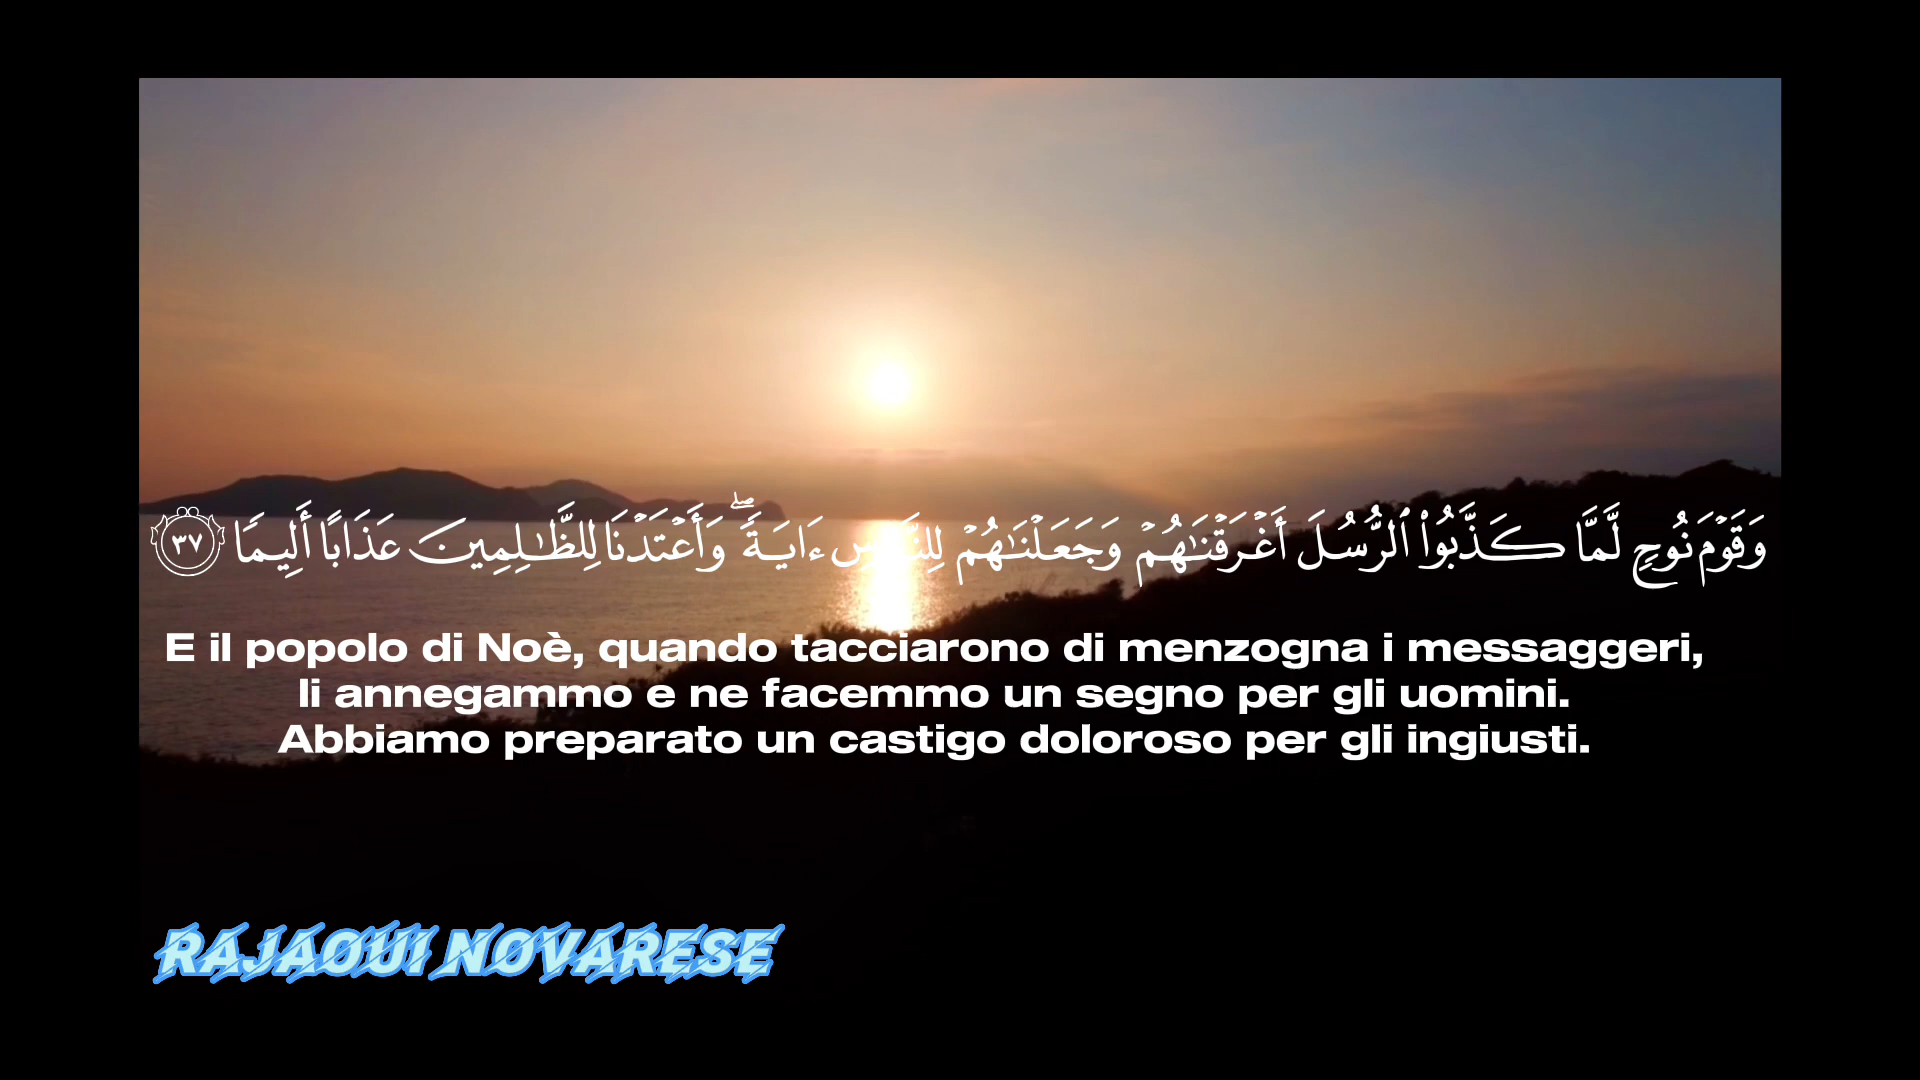 وَقَوْمَ نُوحٍ لَّمَّا كَذَّبُوا۟ ٱلرُّسُلَ أَغْرَقْنَٰهُمْ وَجَعَلْنَٰهُمْ لِلنَّاسِ ءَايَةً ۖ وَأَعْتَدْنَا لِلظَّٰلِمِينَ عَذَابًا أَلِيمًا ٣٧
E il popolo di Noè, quando tacciarono di menzogna i messaggeri,
li annegammo e ne facemmo un segno per gli uomini.
Abbiamo preparato un castigo doloroso per gli ingiusti.
RAJAOUI NOVARESE